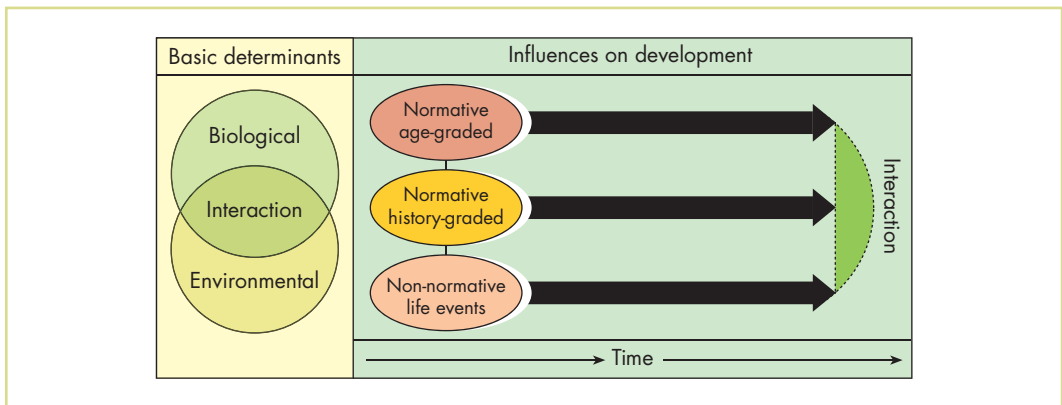 Basic determinants
Influences on development
Biological
Interaction
Environmental
Normative
age-graded
Normative
history-graded
Non-normative
life events
Interaction
Time